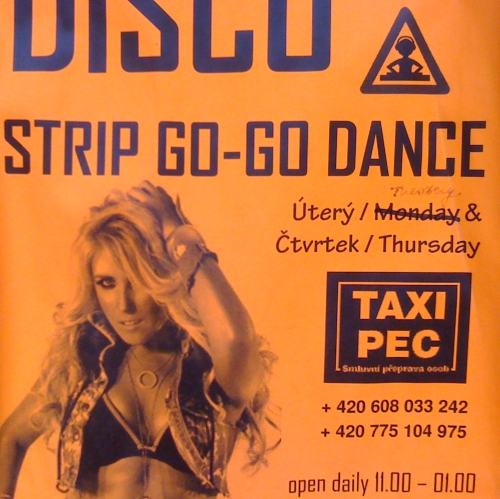 DISCO
STRIP GO-GO DANCE
Tuesday
Úterý / Monday &
Čtvrtek / Thursday
TAXI
PEC
Smluvní přeprava osob
+ 420 608 033 242
+ 420 775 104 975
open daily 11.00 – 01.00